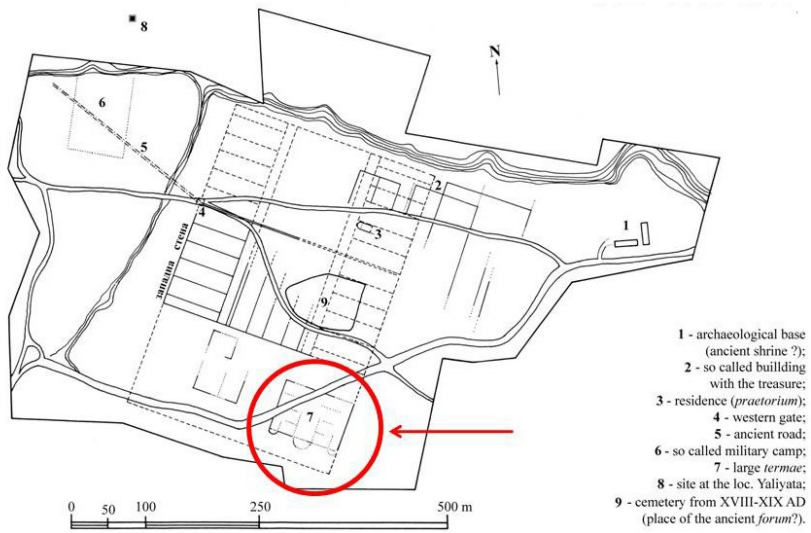 8
N
6
5
2
4
3
1
западна стена
9
7
1 - archaeological base
(ancient shrine ?);
2 - so called buillding
with the treasure;
3 - residence (praetorium);
4 - western gate;
5 - ancient road;
6 - so called military camp;
7 - large termae;
8 - site at the loc. Yaliyata;
9 - cemetery from XVIII-XIX AD
(place of the ancient forum?).
0 50 100 250 500 m